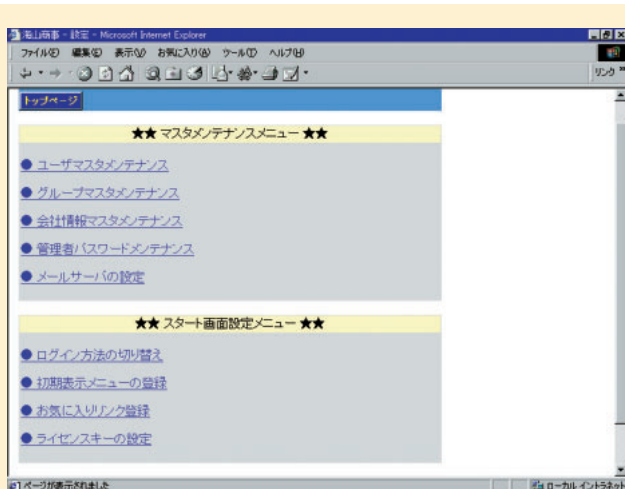 湯山商事 - 設定 - Microsoft Internet Explorer
ファイル(F) 編集(E) 表示(V) お気に入り(A) ツール(T) ヘルプ(H)
リンク »
トップページ
★★ マスタメンテナンスメニュー ★★
● ユーザマスタメンテナンス
● グループマスタメンテナンス
● 会社情報マスタメンテナンス
● 管理者パスワードメンテナンス
● メールサーバの設定
★★ スタート画面設定メニュー ★★
● ログイン方法の切り替え
● 初期表示メニューの登録
● お気に入りリンク登録
● ライセンスキーの設定
ページが表示されました
ローカル イントラネット